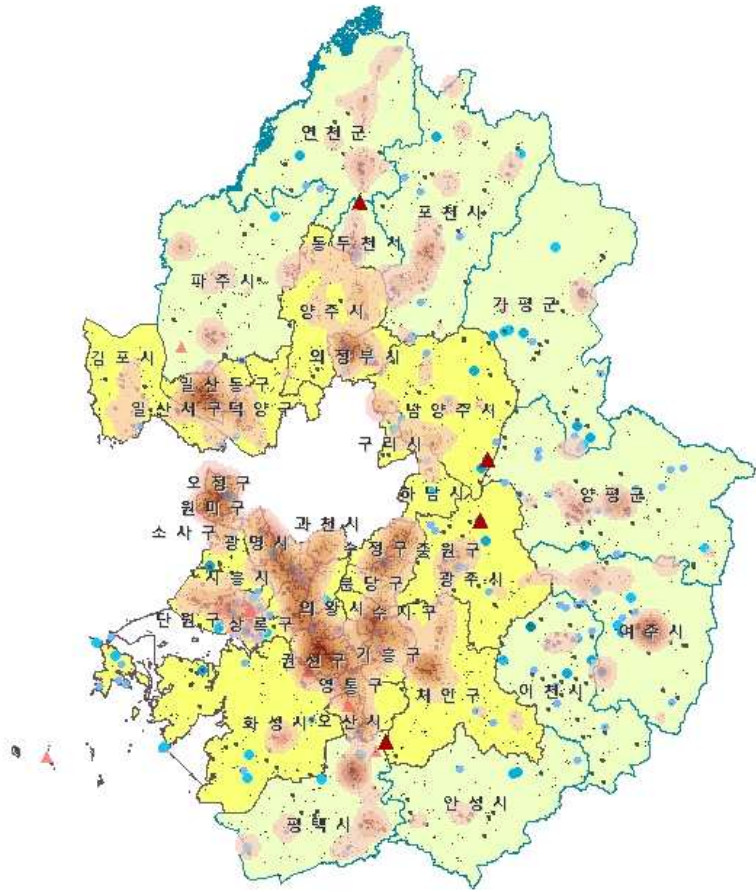 연천군
포천시
동두천시
파주시
가평군
양주시
김포시
의정부시
일산동구
일산서구 덕양구
남양주시
구리시
오정구
하남시
양평군
원미구
과천시
소사구 광명시
수정구 중원구
시흥시
분당구
광주시
단원구
의왕시
수지구
상록구
여주시
권선구
기흥구
영통구
처인구
이천시
화성시
오산시
안성시
평택시